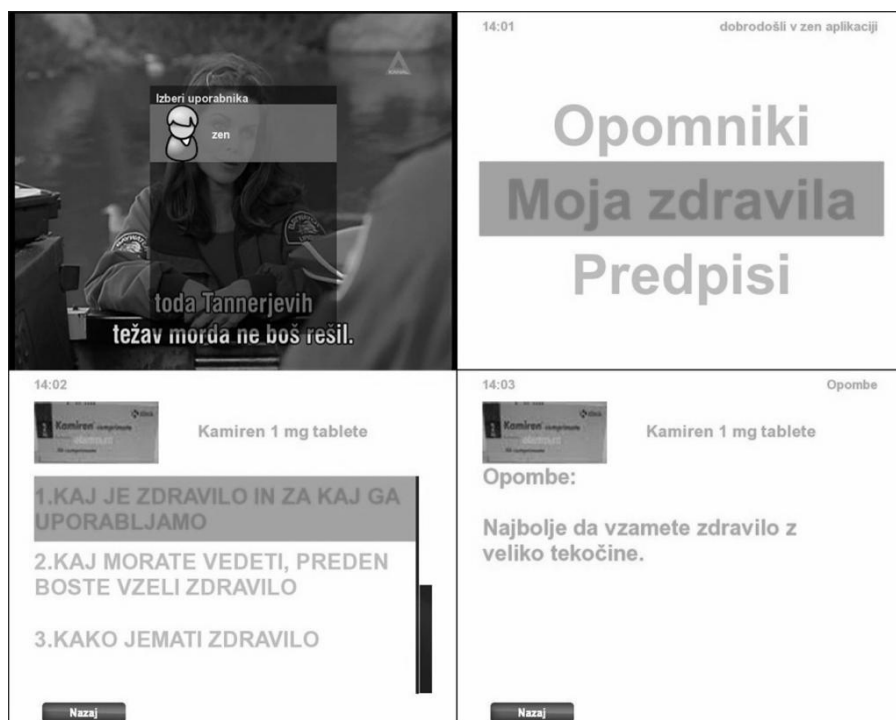 Izberi uporabnika
zen
toda Tannerjevih
težav morda ne boš rešil.
14:01
dobrodošli v zen aplikaciji
Opomniki
Moja zdravila
Predpisi
14:02
Kamiren
Kamiren 1 mg tablete
1.KAJ JE ZDRAVILO IN ZA KAJ GA
UPORABLJAMO
2.KAJ MORATE VEDETI, PREDEN
BOSTE VZELI ZDRAVILO
3.KAKO JEMATI ZDRAVILO
Nazaj
14:03
Opombe
Kamiren
Kamiren 1 mg tablete
Opombe:
Najbolje da vzamete zdravilo z
veliko tekočine.
Nazaj